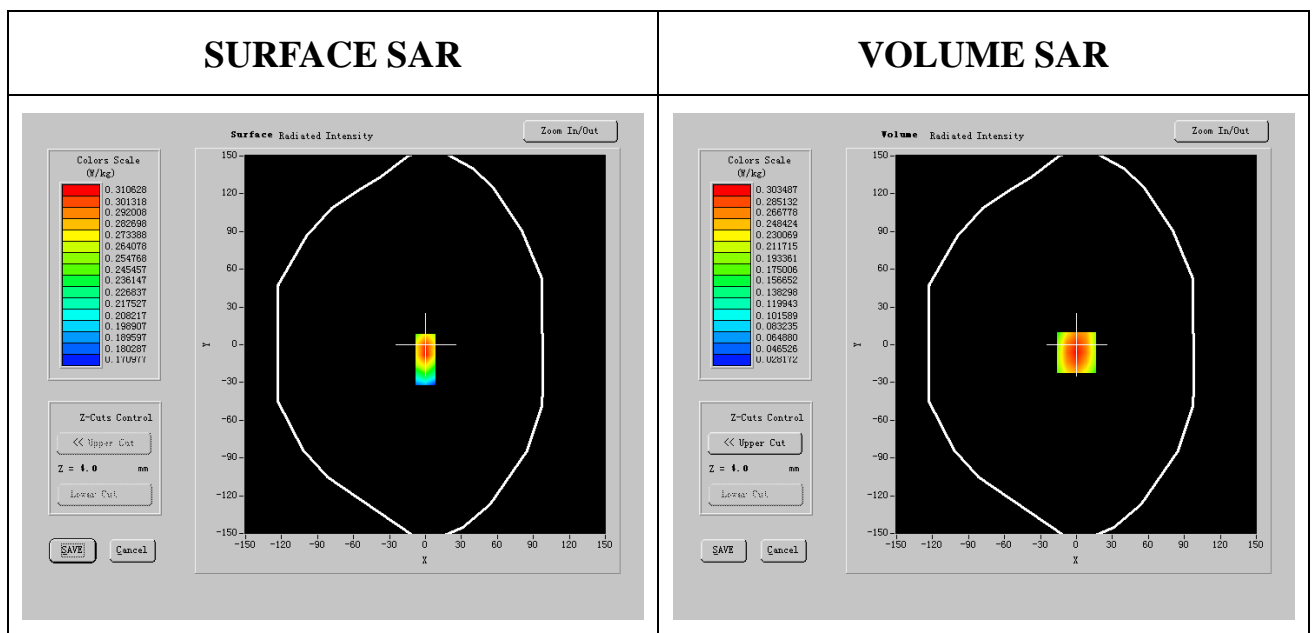 SURFACE SAR
VOLUME SAR
Surface Radiated Intensity
Zoom In/Out
Colors Scale
(W/kg)
0.310628
0.301318
0.292008
0.282698
0.273388
0.264078
0.254768
0.245457
0.236147
0.226837
0.217527
0.208217
0.198907
0.189597
0.180287
0.170977
Z-Cuts Control
<< Upper Cut
Z = 4.0 mm
Lower Cut
SAVE
Cancel
150
120
90
60
30
0
-30
-60
-90
-120
-150
Y
-150 -120 -90 -60 -30 0 30 60 90 120 150
X
Volume Radiated Intensity
Zoom In/Out
Colors Scale
(W/kg)
0.303487
0.285132
0.266778
0.248424
0.230069
0.211715
0.193361
0.175006
0.156652
0.138298
0.119943
0.101589
0.083235
0.064880
0.046526
0.028172
Z-Cuts Control
<< Upper Cut
Z = 4.0 mm
Lower Cut
SAVE
Cancel
150
120
90
60
30
0
-30
-60
-90
-120
-150
Y
-150 -120 -90 -60 -30 0 30 60 90 120 150
X